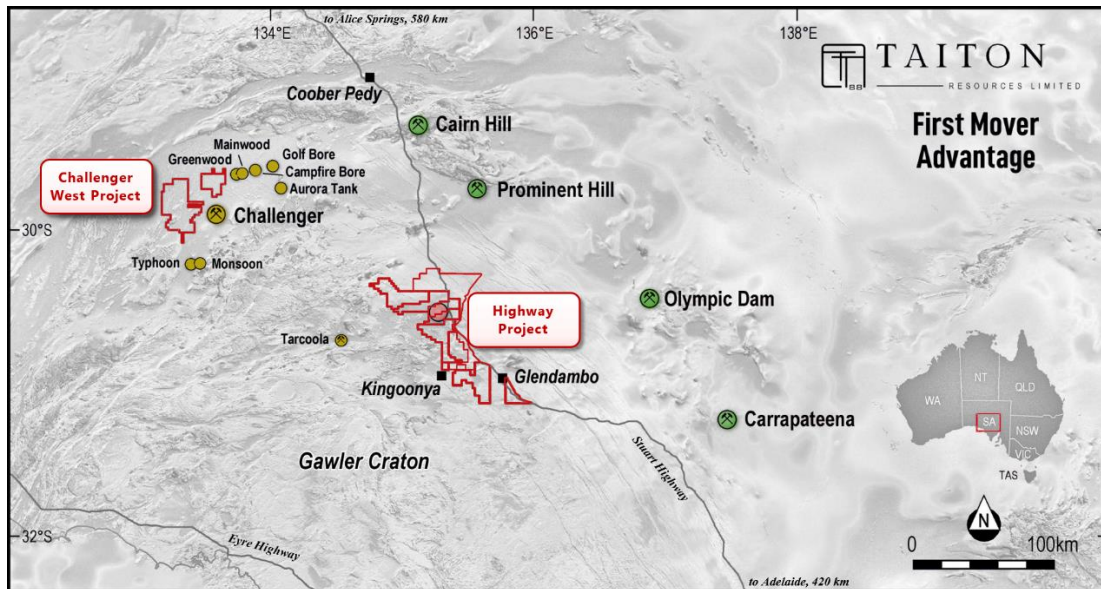 to Alice Springs, 580 km
134°E
136°E
138°E
TAITON
RESOURCES LIMITED
88
First Mover
Advantage
Coober Pedy
Cairn Hill
Mainwood
Greenwood
Golf Bore
Campfire Bore
Aurora Tank
Challenger
West Project
Prominent Hill
Challenger
30°S
Typhoon
Monsoon
Olympic Dam
Highway
Project
Tarcoola
Kingoonya
Glendambo
Carrapateena
Gawler Craton
Stuart Highway
WA
NT
QLD
SA
NSW
VIC
TAS
N
32°S
Eyre Highway
0
100km
to Adelaide, 420 km